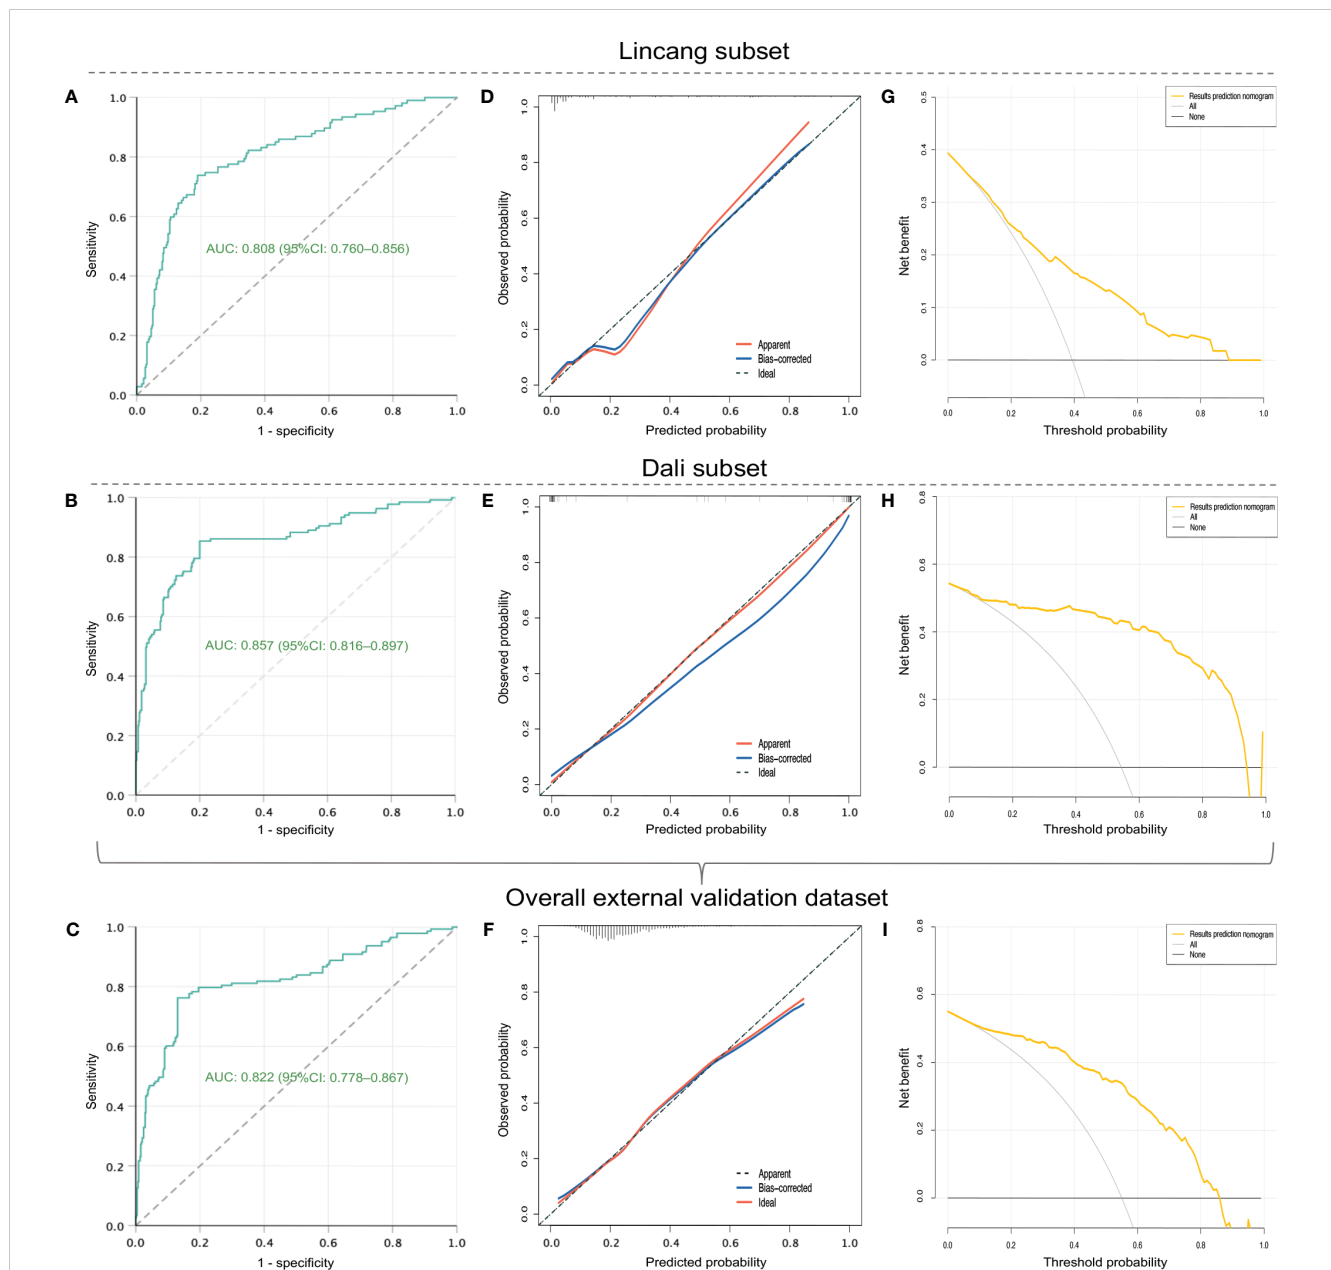 Lincang subset
A
1.0
0.8
0.6
0.4
0.2
0.0
Sensitivity
AUC: 0.808 (95%CI: 0.760–0.856)
0.0 0.2 0.4 0.6 0.8 1.0
1 - specificity
D
1.0
0.8
0.6
0.4
0.2
0.0
Observed probability
Apparent
Bias-corrected
Ideal
0.0 0.2 0.4 0.6 0.8 1.0
Predicted probability
G
0.5
0.4
0.3
0.2
0.1
0.0
Net benefit
Results prediction nomogram
All
None
0.0 0.2 0.4 0.6 0.8 1.0
Threshold probability
Dali subset
B
1.0
0.8
0.6
0.4
0.2
0.0
Sensitivity
AUC: 0.857 (95%CI: 0.816–0.897)
0.0 0.2 0.4 0.6 0.8 1.0
1 - specificity
E
1.0
0.8
0.6
0.4
0.2
0.0
Observed probability
Apparent
Bias-corrected
Ideal
0.0 0.2 0.4 0.6 0.8 1.0
Predicted probability
H
0.8
0.6
0.4
0.2
0.0
Net benefit
Results prediction nomogram
All
None
0.0 0.2 0.4 0.6 0.8 1.0
Threshold probability
Overall external validation dataset
C
1.0
0.8
0.6
0.4
0.2
0.0
Sensitivity
AUC: 0.822 (95%CI: 0.778–0.867)
0.0 0.2 0.4 0.6 0.8 1.0
1 - specificity
F
1.0
0.8
0.6
0.4
0.2
0.0
Observed probability
Apparent
Bias-corrected
Ideal
0.0 0.2 0.4 0.6 0.8 1.0
Predicted probability
I
0.8
0.6
0.4
0.2
0.0
Net benefit
Results prediction nomogram
All
None
0.0 0.2 0.4 0.6 0.8 1.0
Threshold probability